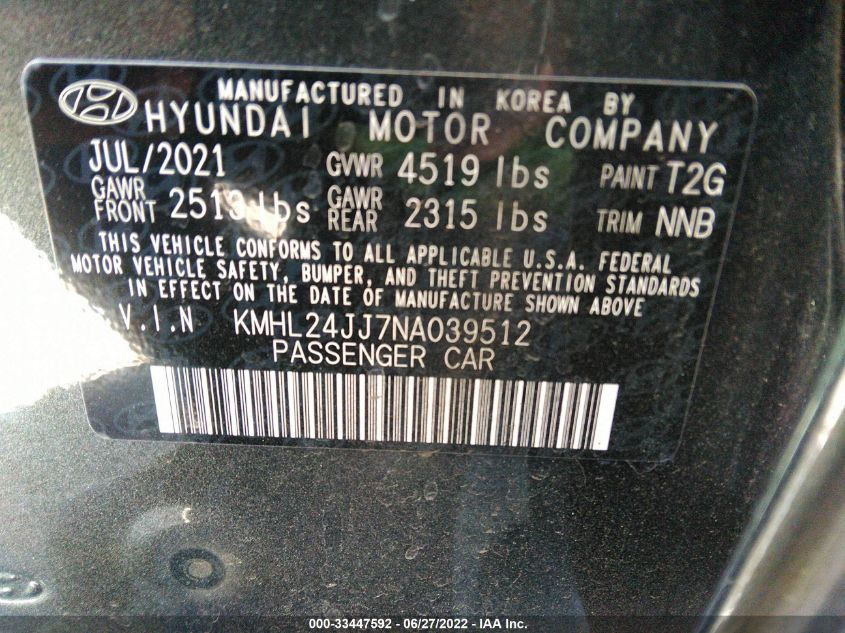 MANUFACTURED IN KOREA BY
HYUNDAI MOTOR COMPANY
JUL/2021 GVWR 4519 lbs PAINT T2G
GAWR FRONT 2513 lbs GAWR REAR 2315 lbs TRIM NNB
THIS VEHICLE CONFORMS TO ALL APPLICABLE U.S.A. FEDERAL
MOTOR VEHICLE SAFETY, BUMPER, AND THEFT PREVENTION STANDARDS
IN EFFECT ON THE DATE OF MANUFACTURE SHOWN ABOVE
V.I.N KMHL24JJ7NA039512
PASSENGER CAR
000-33447592 - 06/27/2022 - IAA Inc.